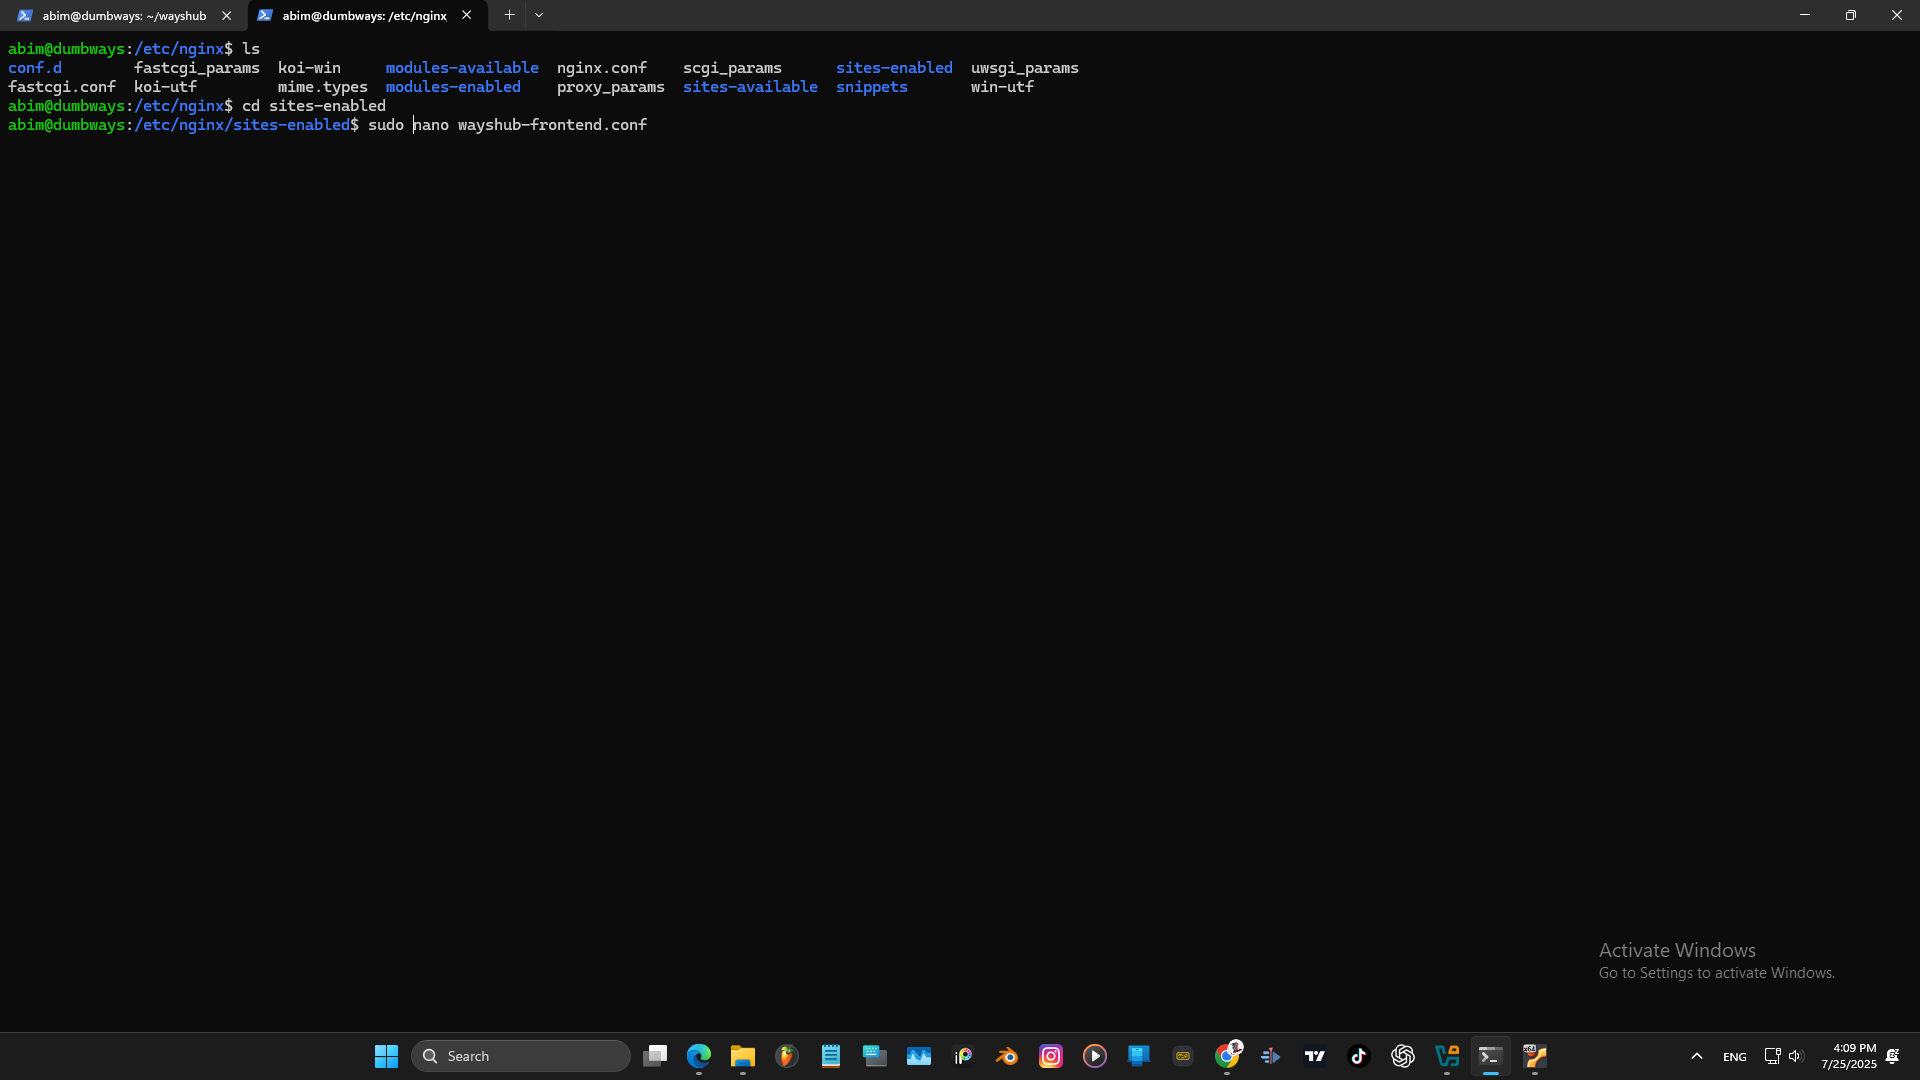 abim@dumbways: ~/wayshub
abim@dumbways: /etc/nginx
abim@dumbways:/etc/nginx$ ls
conf.d fastcgi_params koi-win modules-available nginx.conf scgi_params sites-enabled uwsgi_params
fastcgi.conf koi-utf mime.types modules-enabled proxy_params sites-available snippets win-utf
abim@dumbways:/etc/nginx$ cd sites-enabled
abim@dumbways:/etc/nginx/sites-enabled$ sudo nano wayshub-frontend.conf
Activate Windows
Go to Settings to activate Windows.
Search
ENG
4:09 PM
7/25/2025